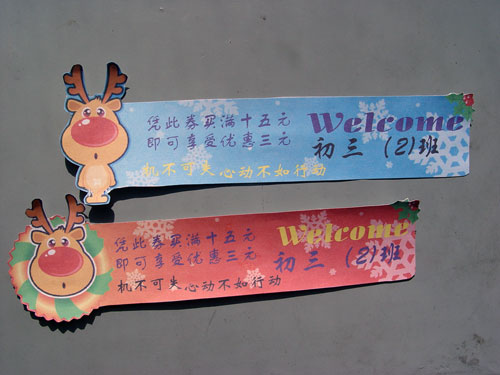 凭此券买满十五元
即可享受优惠三元
机不可失心动不如行动
Welcome
初三(2)班
凭此券买满十五元
即可享受优惠三元
机不可失心动不如行动
Welcome
初三(2)班